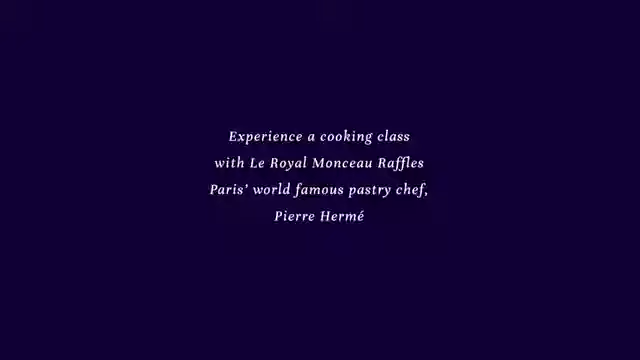 Experience a cooking class
with Le Royal Monceau Raffles
Paris’ world famous pastry chef,
Pierre Hermé